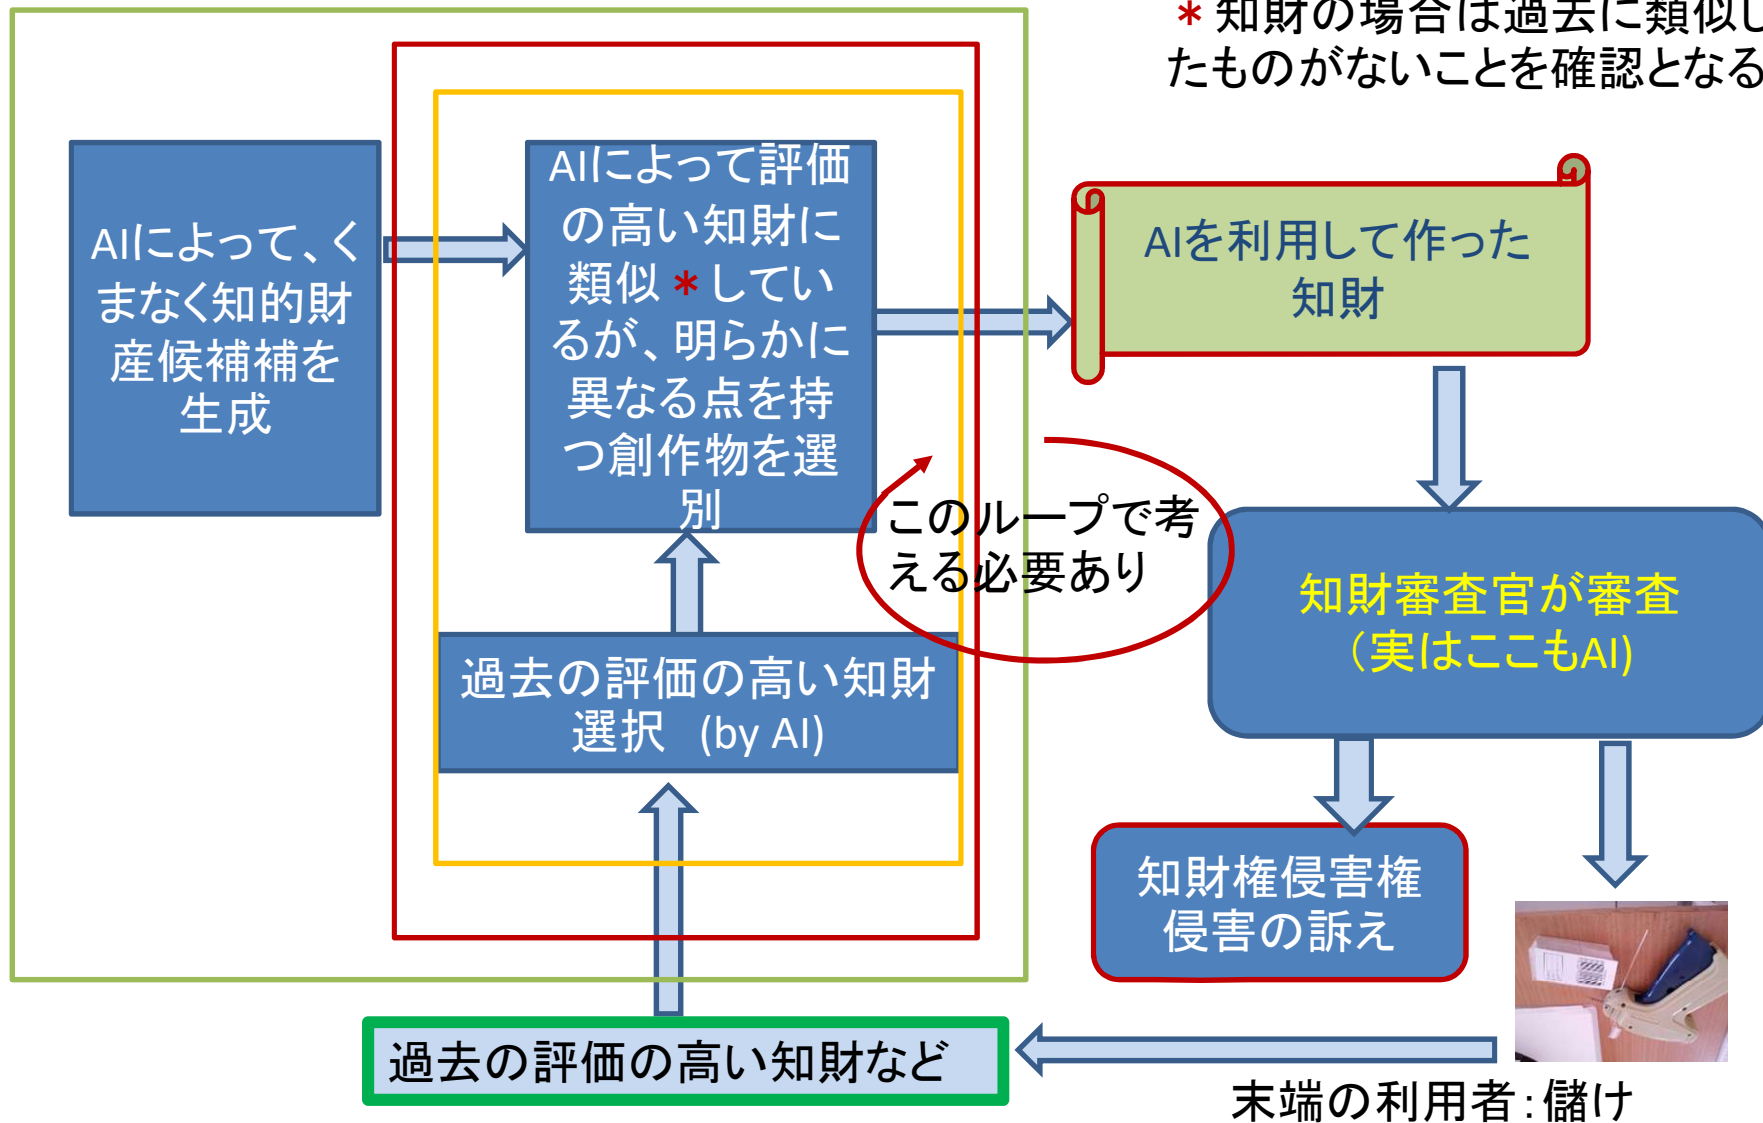 ＊知財の場合は過去に類似し
たものがないことを確認となる
AIによって、く
まなく知的財
産候補補を
生成
AIによって評価
の高い知財に
類似＊してい
るが、明らかに
異なる点を持
つ創作物を選
別
AIを利用して作った
知財
このループで考
える必要あり
知財審査官が審査
（実はここもAI)
過去の評価の高い知財
選択　(by AI)
知財権侵害権
侵害の訴え
過去の評価の高い知財など
末端の利用者：儲け